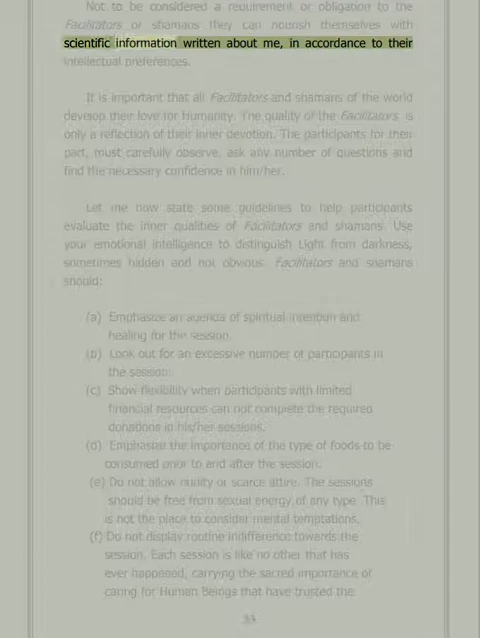 Not to be considered a requirement or obligation to the
Facilitators or shamans they can nourish themselves with
scientific information written about me, in accordance to their
intellectual preferences.
It is important that all Facilitators and shamans of the world
develop their love for Humanity. The quality of the Facilitators is
only a reflection of their inner devotion. The participants for their
part, must carefully observe, ask any number of questions and
find the necessary confidence in him/her.
Let me now state some guidelines to help participants
evaluate the inner qualities of Facilitators and shamans. Use
your emotional intelligence to distinguish Light from darkness,
sometimes hidden and not obvious. Facilitators and shamans
should:
(a) Emphasize an agenda of spiritual intention and
healing for the session.
(b) Look out for an excessive number of participants in
the session.
(c) Show flexibility when participants with limited
financial resources can not complete the required
donations in his/her sessions.
(d) Emphasize the importance of the type of foods to be
consumed prior to and after the session.
(e) Do not allow nudity or scarce attire. The sessions
should be free from sexual energy of any type. This
is not the place to consider mental temptations.
(f) Do not display routine indifference towards the
session. Each session is like no other that has
ever happened, carrying the sacred importance of
caring for Human Beings that have trusted the
33